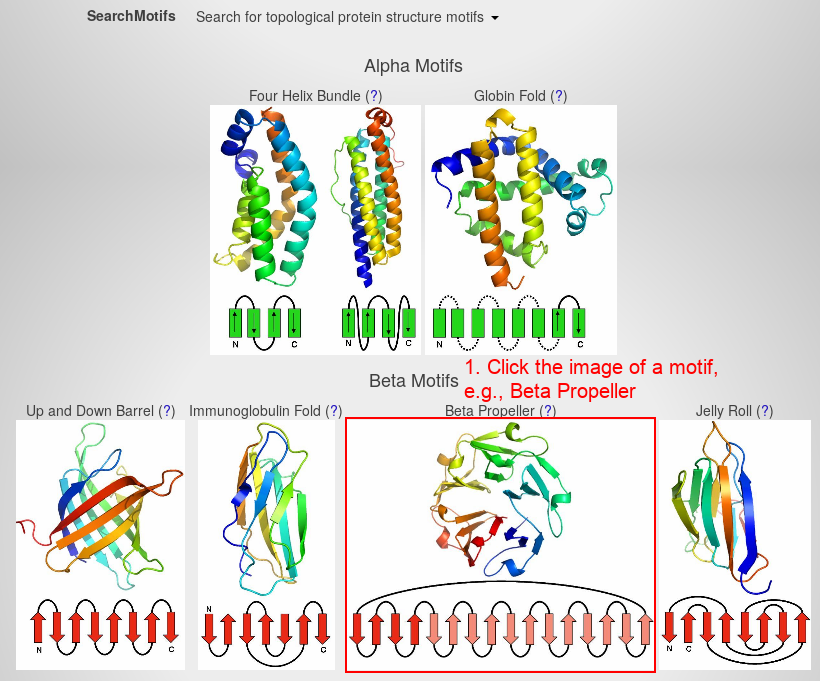 SearchMotifs Search for topological protein structure motifs
Alpha Motifs
Four Helix Bundle (?) Globin Fold (?)
N C N C N C
Beta Motifs
1. Click the image of a motif,
e.g., Beta Propeller
Up and Down Barrel (?) Immunoglobulin Fold (?) Beta Propeller (?) Jelly Roll (?)
N
N C C N C